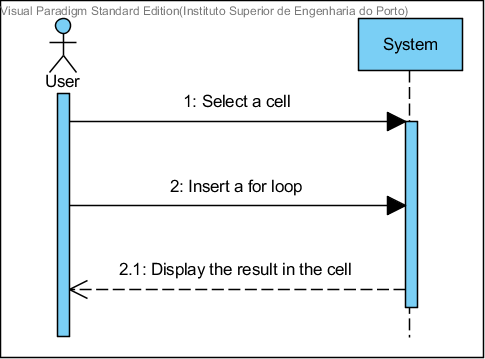 Visual Paradigm Standard Edition(Instituto Superior de Engenharia do Porto)
System
User
1: Select a cell
2: Insert a for loop
2.1: Display the result in the cell